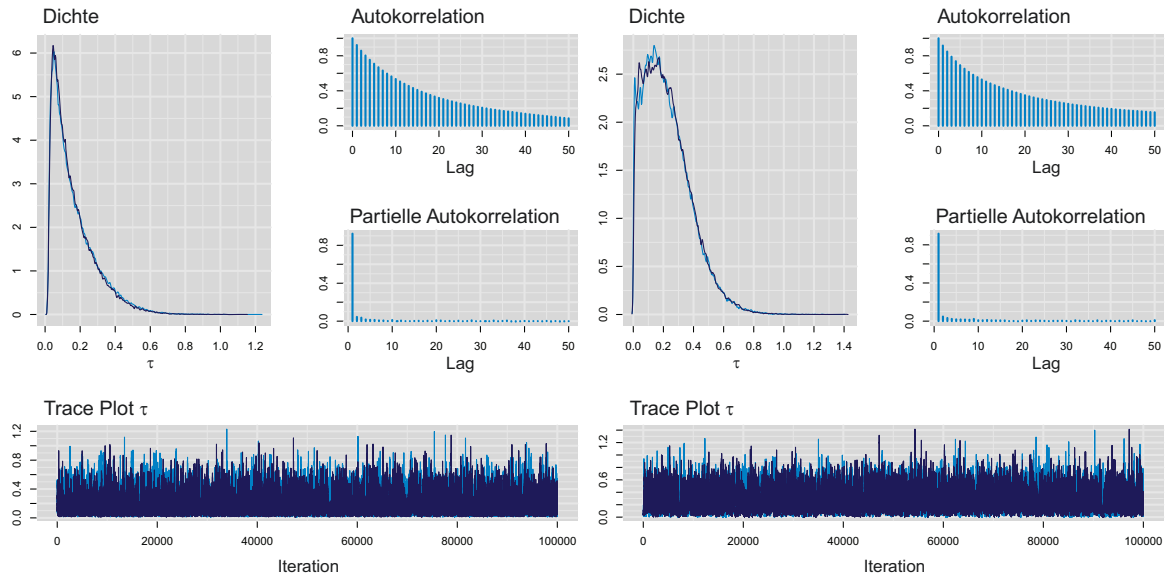 Dichte
0 1 2 3 4 5 6
0.0 0.2 0.4 0.6 0.8 1.0 1.2
τ
Autokorrelation
0.0 0.4 0.8
0 10 20 30 40 50
Lag
Partielle Autokorrelation
0.0 0.4 0.8
0 10 20 30 40 50
Lag
Trace Plot τ
0.0 0.4 0.8 1.2
0 20000 40000 60000 80000 100000
Iteration
Dichte
0.0 0.5 1.0 1.5 2.0 2.5
0.0 0.2 0.4 0.6 0.8 1.0 1.2 1.4
τ
Autokorrelation
0.0 0.4 0.8
0 10 20 30 40 50
Lag
Partielle Autokorrelation
0.0 0.4 0.8
0 10 20 30 40 50
Lag
Trace Plot τ
0.0 0.4 0.8 1.2
0 20000 40000 60000 80000 100000
Iteration